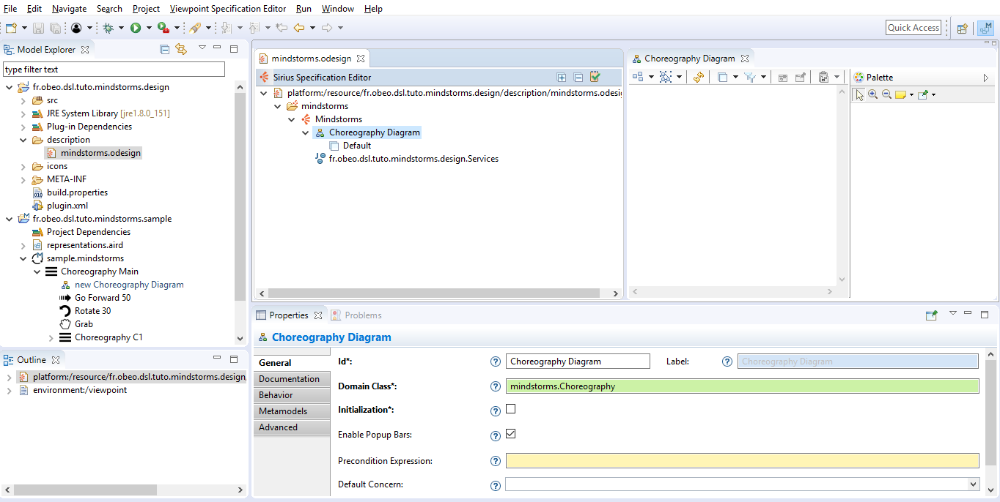 File Edit Navigate Search Project Viewpoint Specification Editor Run Window Help
Quick Access
Model Explorer
type filter text
fr.obeo.dsl.tuto.mindstorms.design
src
JRE System Library [jre1.8.0_151]
Plug-in Dependencies
description
mindstorms.odesign
icons
META-INF
build.properties
plugin.xml
fr.obeo.dsl.tuto.mindstorms.sample
Project Dependencies
representations.aird
sample.mindstorms
Choreography Main
new Choreography Diagram
Go Forward 50
Rotate 30
Grab
Choreography C1
Outline
platform:/resource/fr.obeo.dsl.tuto.mindstorms.design
environment:/viewpoint
mindstorms.odesign
Sirius Specification Editor
platform:/resource/fr.obeo.dsl.tuto.mindstorms.design/description/mindstorms.odesi
mindstorms
Mindstorms
Choreography Diagram
Default
fr.obeo.dsl.tuto.mindstorms.design.Services
Choreography Diagram
Palette
Properties Problems
Choreography Diagram
General
Documentation
Behavior
Metamodels
Advanced
Id*: Choreography Diagram Label: Choreography Diagram
Domain Class*: mindstorms.Choreography
Initialization*:
Enable Popup Bars:
Precondition Expression:
Default Concern: